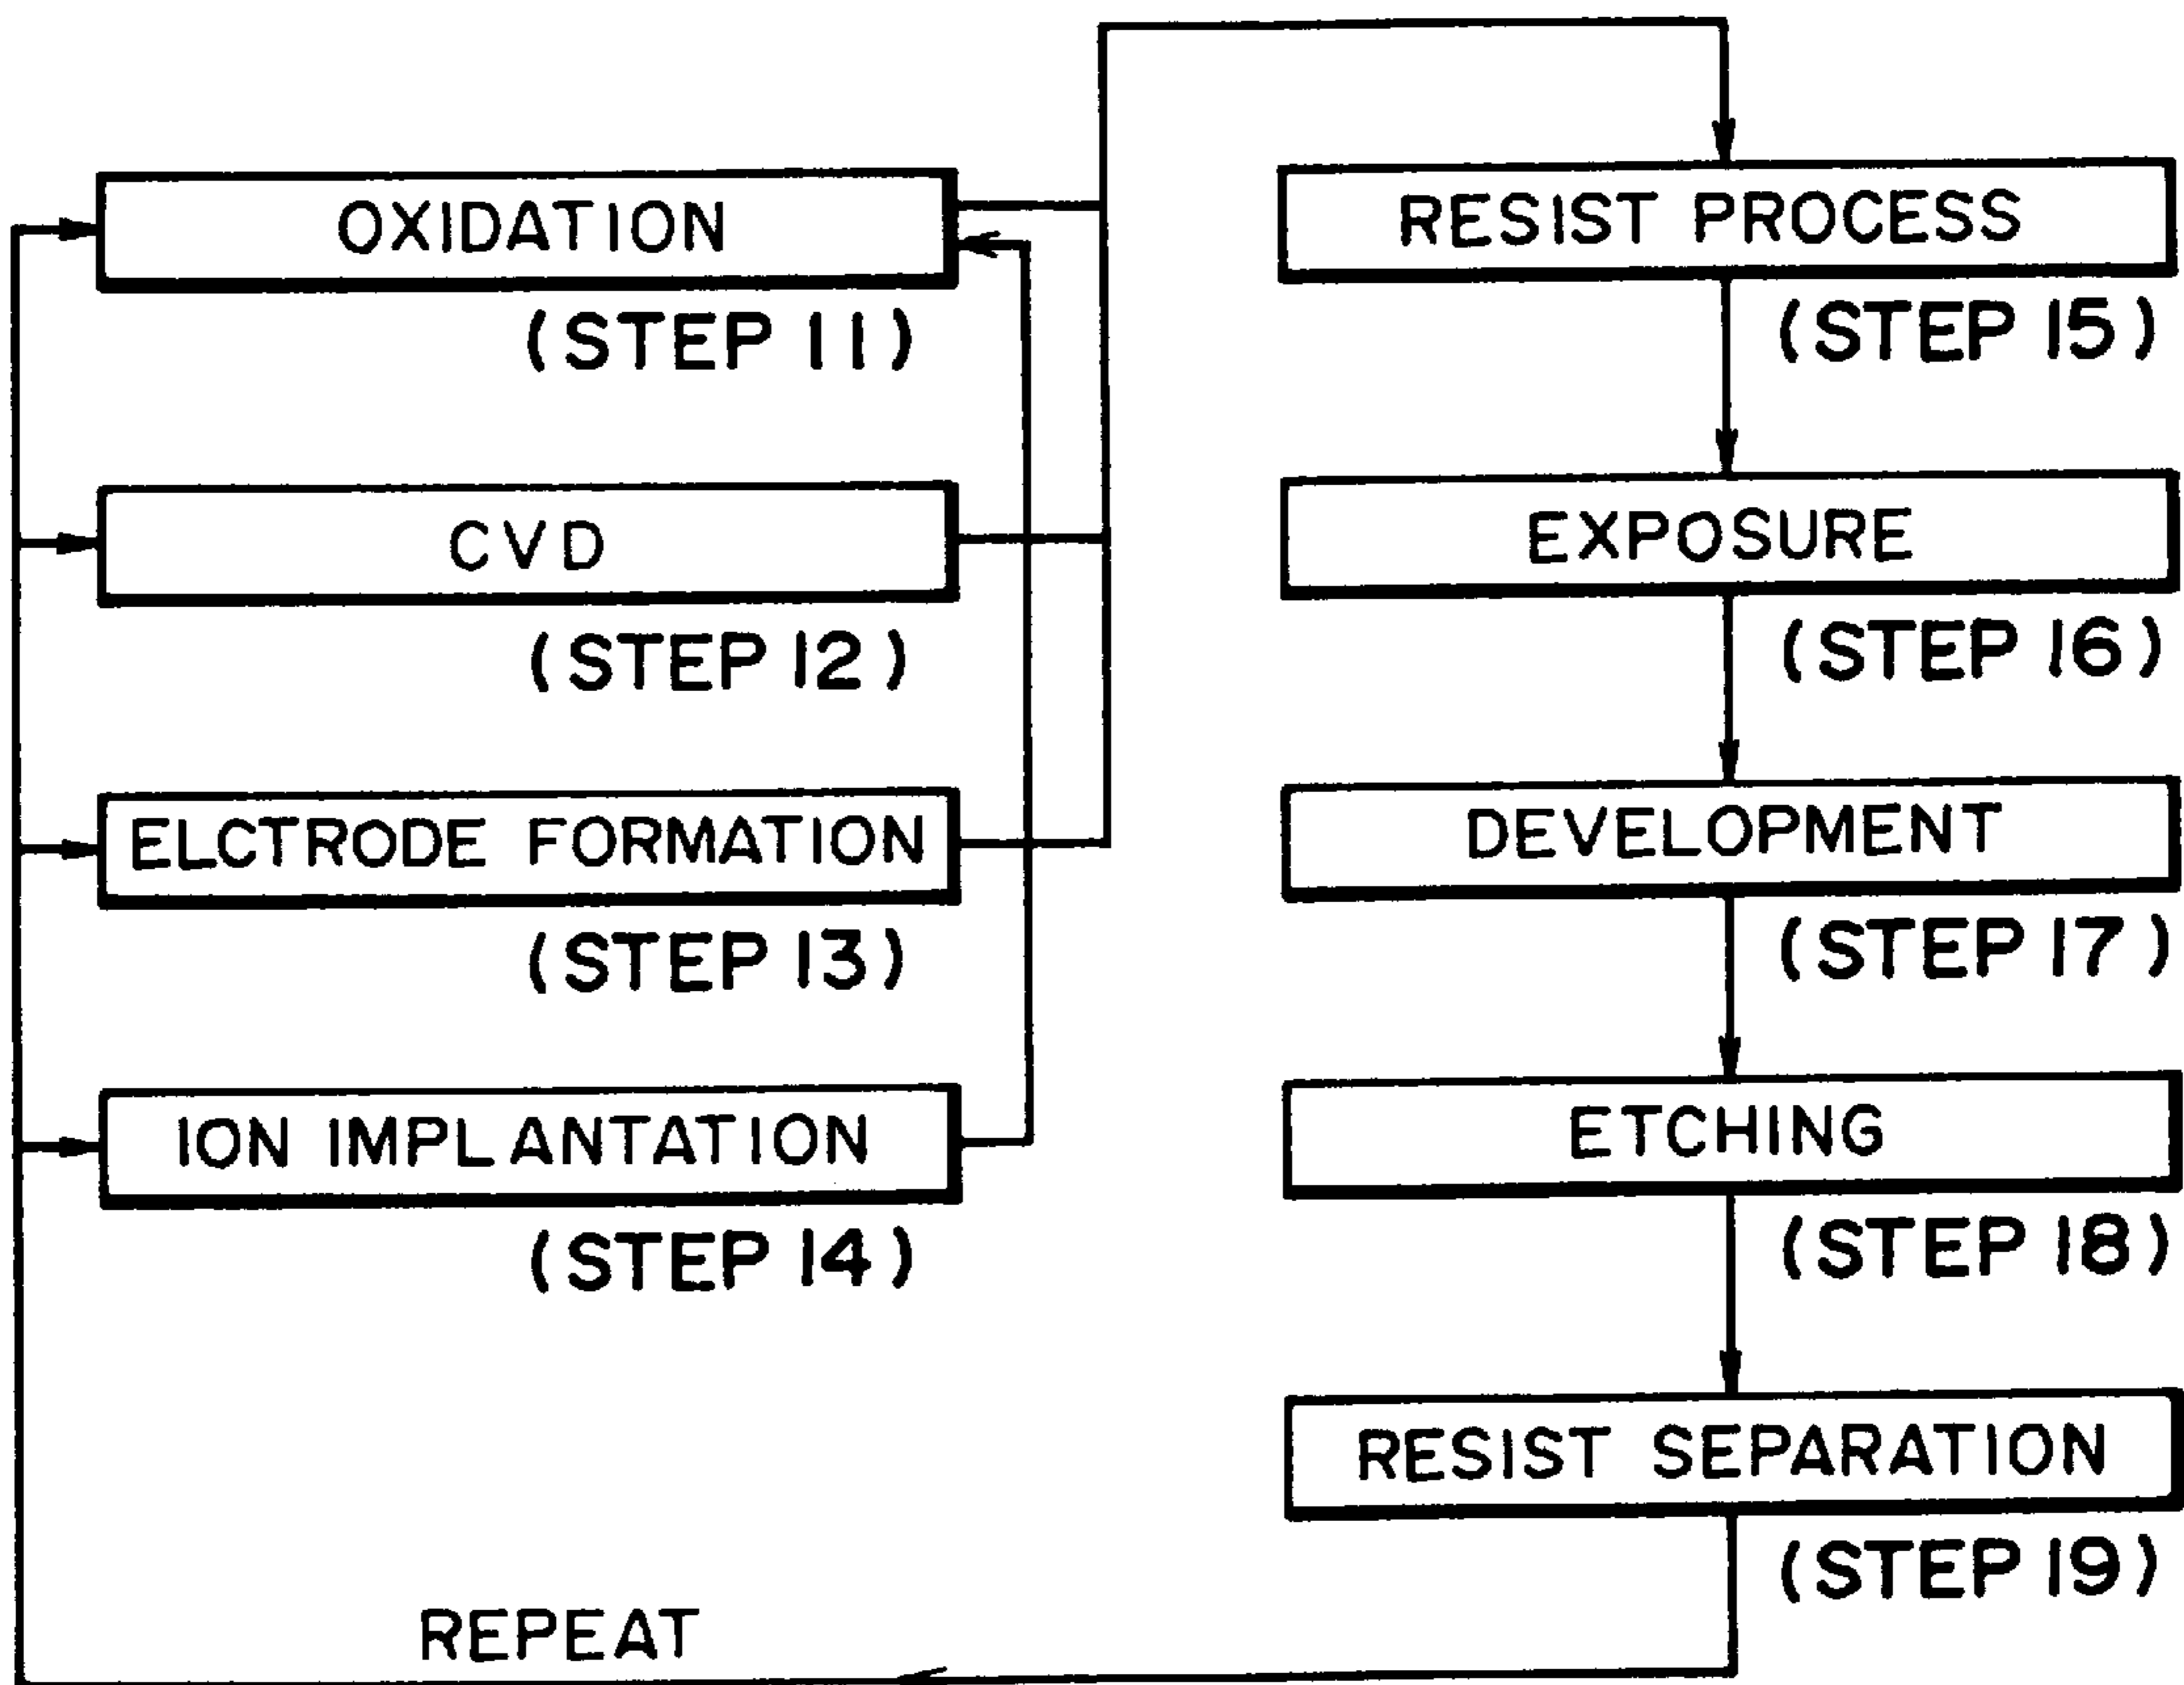 OXIDATION
(STEP 11)
CVD
(STEP 12)
ELCTRODE FORMATION
(STEP 13)
ION IMPLANTATION
(STEP 14)
RESIST PROCESS
(STEP 15)
EXPOSURE
(STEP 16)
DEVELOPMENT
(STEP 17)
ETCHING
(STEP 18)
RESIST SEPARATION
(STEP 19)
REPEAT